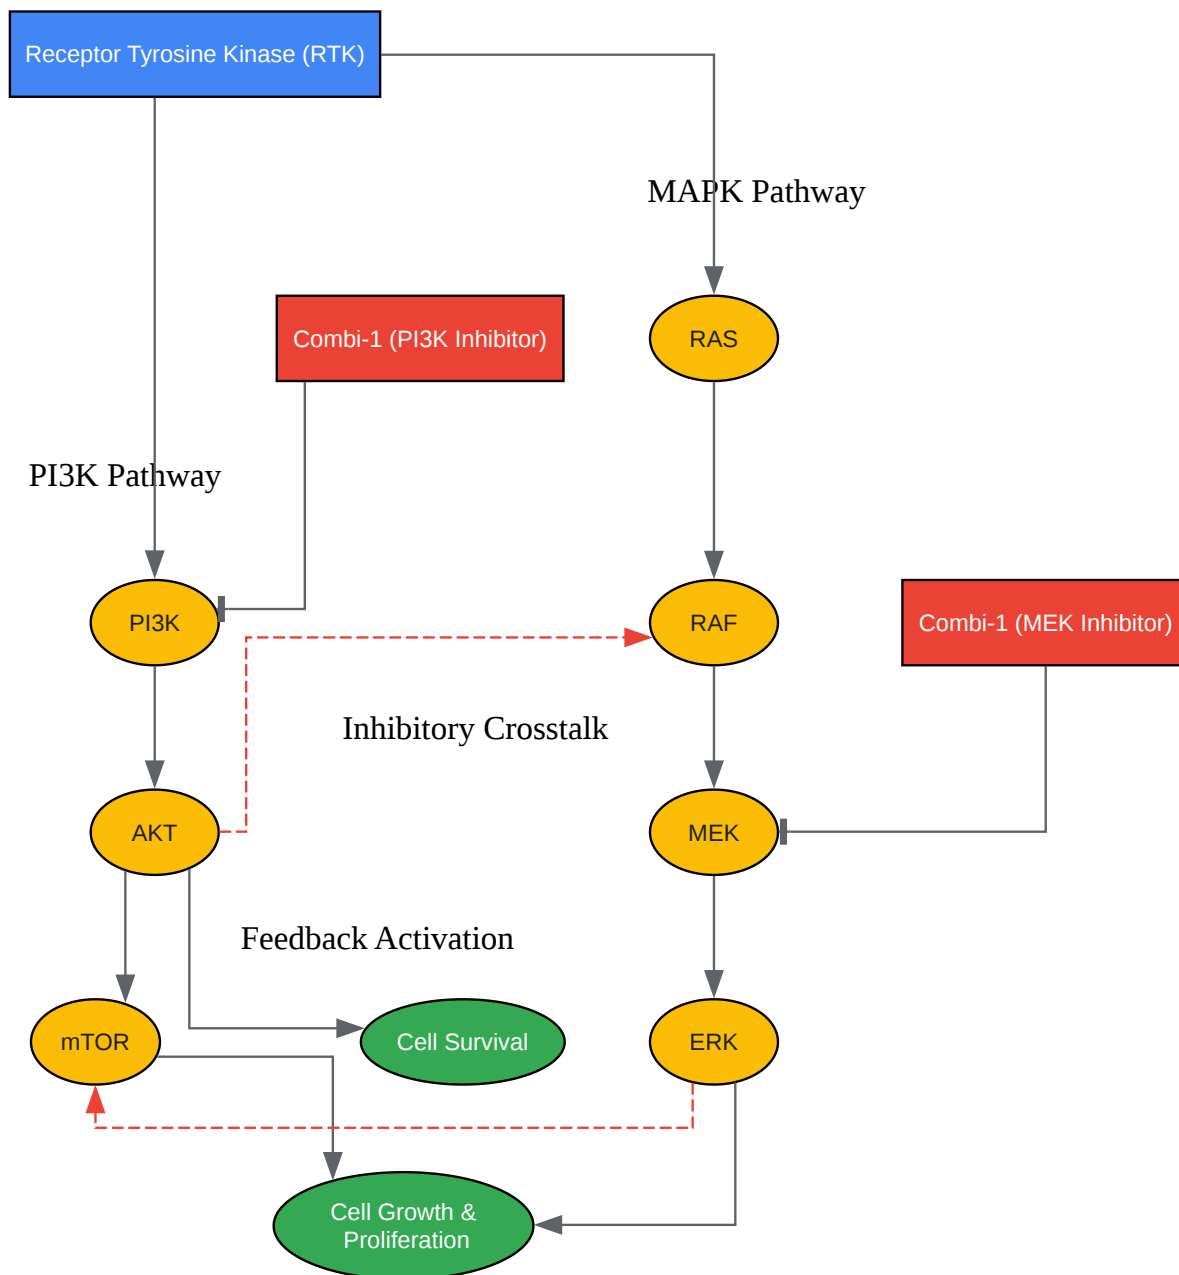 Receptor Tyrosine Kinase (RTK)
MAPK Pathway
Combi-1 (PI3K Inhibitor)
RAS
PI3K Pathway
PI3K
RAF
Combi-1 (MEK Inhibitor)
Inhibitory Crosstalk
AKT
MEK
Feedback Activation
mTOR
Cell Survival
ERK
Cell Growth &
Proliferation